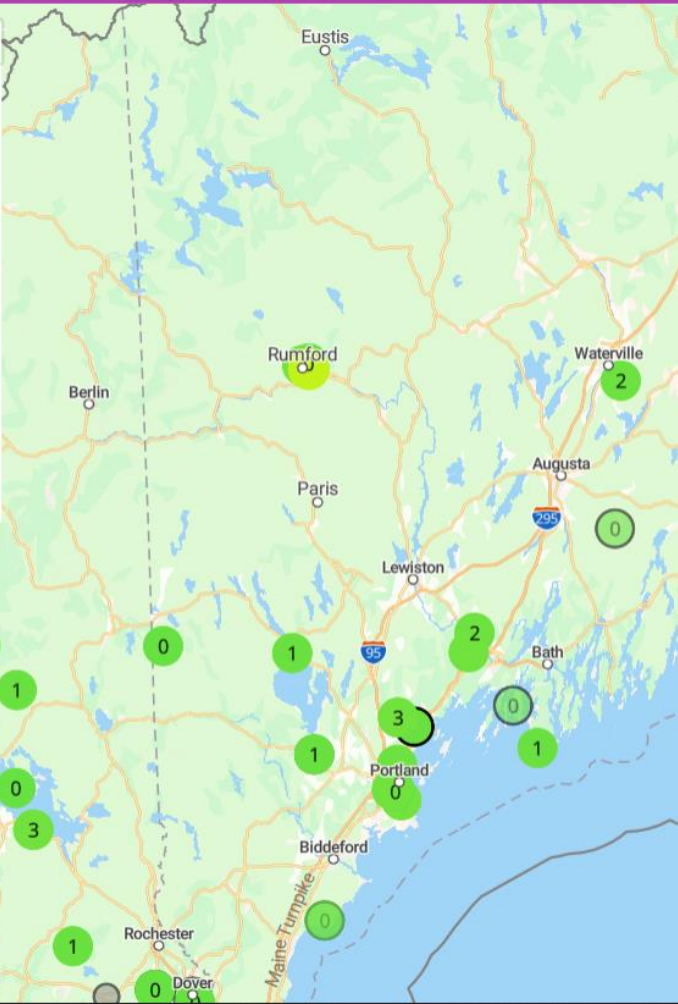 Eustis
Rumford
Waterville
2
Berlin
Augusta
Paris
295
0
Lewiston
2
0
1
95
Bath
1
0
3
1
1
Portland
0
0
3
Biddeford
Maine Turnpike
0
Rochester
1
Dover
0